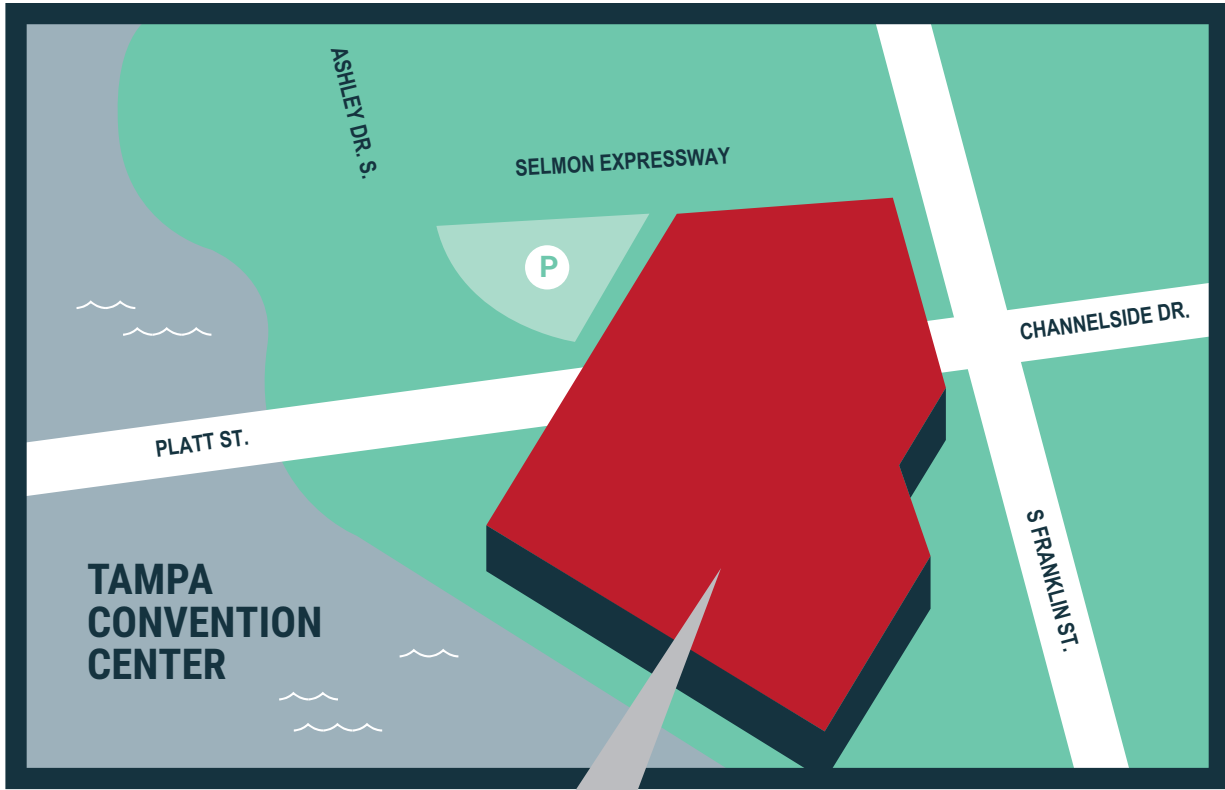 ASHLEY DR. S.
SELMON EXPRESSWAY
P
CHANNELSIDE DR.
PLATT ST.
S FRANKLIN ST.
TAMPA
CONVENTION
CENTER